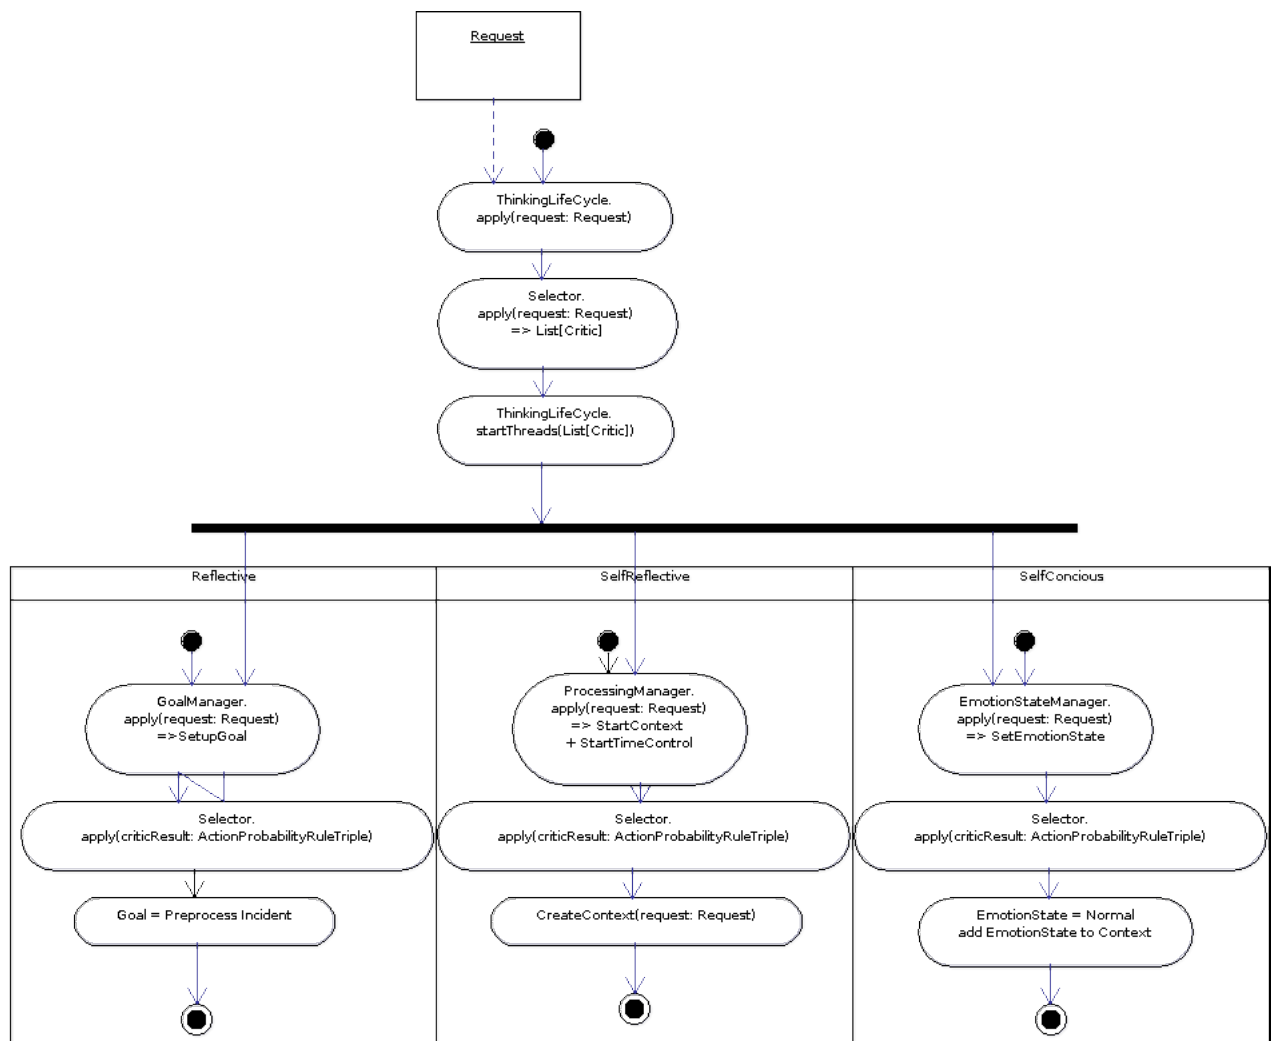 Request
ThinkingLifeCycle.
apply(request: Request)
Selector.
apply(request: Request)
=> List[Critic]
ThinkingLifeCycle.
startThreads(List[Critic])
Reflective
SelfReflective
SelfConcious
GoalManager.
apply(request: Request)
=>SetupGoal
ProcessingManager.
apply(request: Request)
=> StartContext
+ StartTimeControl
EmotionStateManager.
apply(request: Request)
=> SetEmotionState
Selector.
apply(criticResult: ActionProbabilityRuleTriple)
Selector.
apply(criticResult: ActionProbabilityRuleTriple)
Selector.
apply(criticResult: ActionProbabilityRuleTriple)
Goal = Preprocess Incident
CreateContext(request: Request)
EmotionState = Normal
add EmotionState to Context